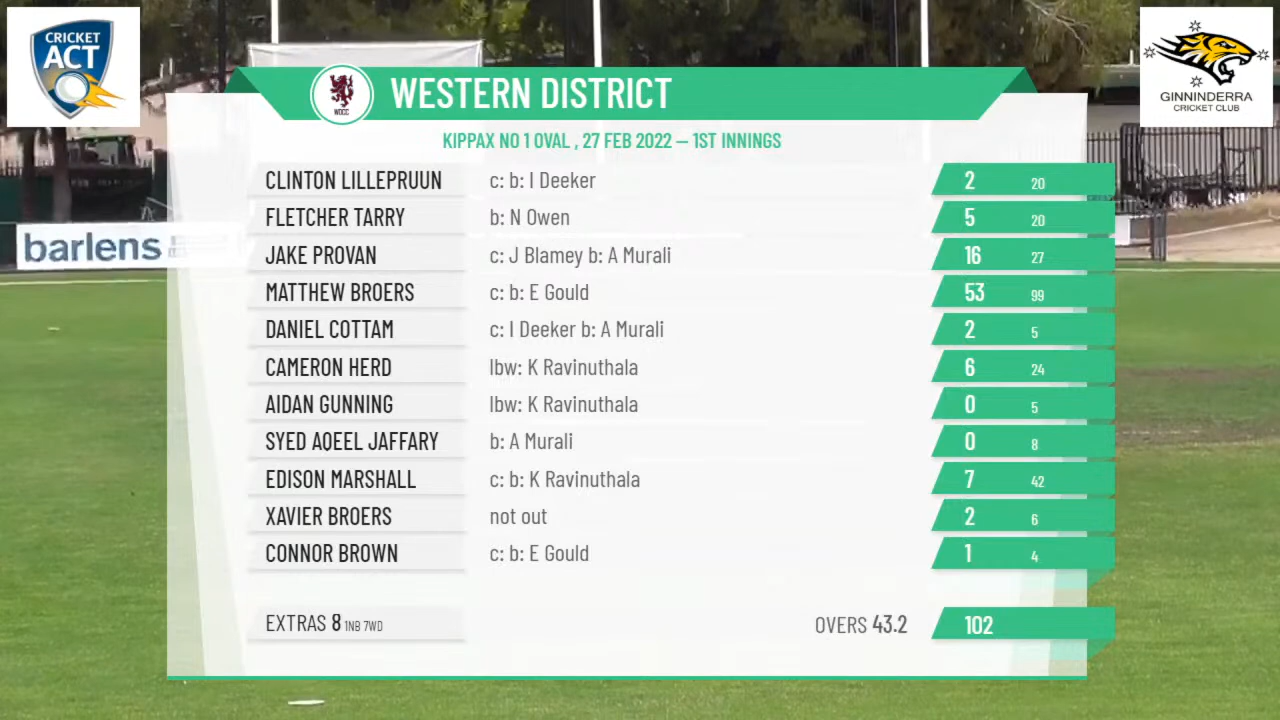 CRICKET
ACT
GINNINDERRA
CRICKET CLUB
WDCC
WESTERN DISTRICT
KIPPAX NO 1 OVAL , 27 FEB 2022 – 1ST INNINGS
CLINTON LILLEPRUUN c: b: I Deeker 2 20
FLETCHER TARRY b: N Owen 5 20
JAKE PROVAN c: J Blamey b: A Murali 16 27
MATTHEW BROERS c: b: E Gould 53 99
DANIEL COTTAM c: I Deeker b: A Murali 2 5
CAMERON HERD lbw: K Ravinuthala 6 24
AIDAN GUNNING lbw: K Ravinuthala 0 5
SYED AQEEL JAFFARY b: A Murali 0 8
EDISON MARSHALL c: b: K Ravinuthala 7 42
XAVIER BROERS not out 2 6
CONNOR BROWN c: b: E Gould 1 4
EXTRAS 8 1NB 7WD OVERS 43.2 102
barlens